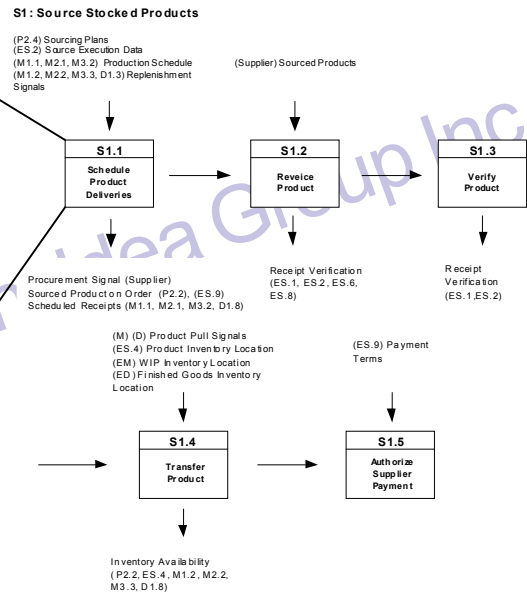 S1: Source Stocked Products
(P2.4) Sourcing Plans
(ES.2) Source Execution Data
(M1.1, M2.1, M3.2) Production Schedule
(M1.2, M2.2, M3.3, D1.3) Replenishment
Signals
(Supplier) Sourced Products
S1.1
Schedule
Product
Deliveries
S1.2
Reveice
Product
S1.3
Verify
Product
Procurement Signal (Supplier)
Sourced Product on Order (P2.2), (ES.9)
Scheduled Receipts (M1.1, M2.1, M3.2, D1.8)
Receipt Verification
(ES.1, ES.2, ES.6,
ES.8)
Receipt
Verification
(ES.1,ES.2)
(M) (D) Product Pull Signals
(ES.4) Product Inventory Location
(EM) WIP Inventory Location
(ED) Finished Goods Inventory
Location
(ES.9) Payment
Terms
S1.4
Transfer
Product
S1.5
Authorize
Supplier
Payment
Inventory Availability
( P2.2, ES.4, M1.2, M2.2,
M3.3, D1.8)
dea Group Inc